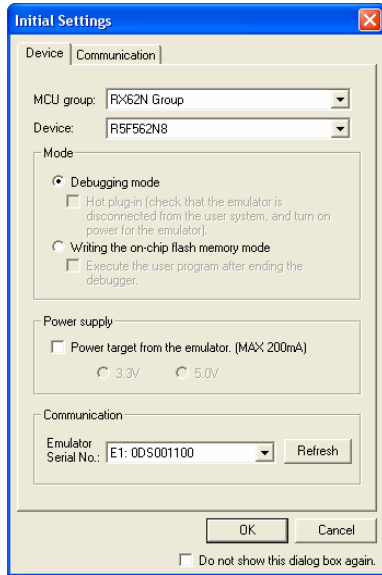 Initial Settings
Device
Communication
MCU group: RX62N Group
Device: R5F562N8
Mode
Debugging mode
Hot plug-in (check that the emulator is
disconnected from the user system, and turn on
power for the emulator).
Writing the on-chip flash memory mode
Execute the user program after ending the
debugger.
Power supply
Power target from the emulator. (MAX 200mA)
3.3V 5.0V
Communication
Emulator
Serial No.: E1: 0DS001100 Refresh
OK Cancel
Do not show this dialog box again.